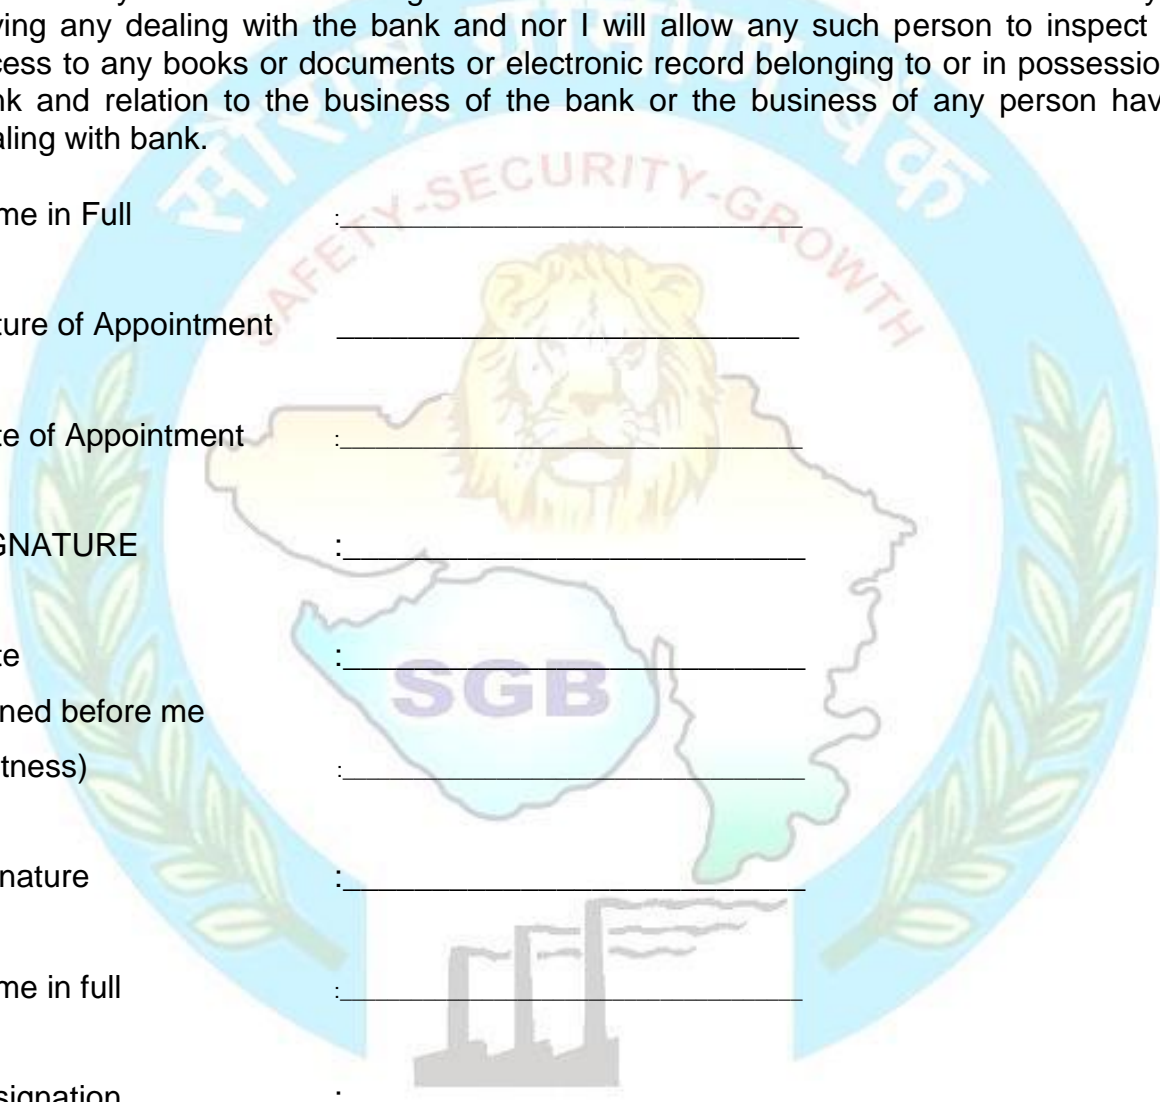 ving any dealing with the bank and nor I will allow any such person to inspect
cess to any books or documents or electronic record belonging to or in possessio
nk and relation to the business of the bank or the business of any person hav
aling with bank.
सौराष्ट्र ग्रामीण बैंक
SAFETY-SECURITY-GROWTH
me in Full :
ture of Appointment
te of Appointment :
GNATURE :
te :
SGB
ned before me
tness) :
nature :
me in full :
signation :